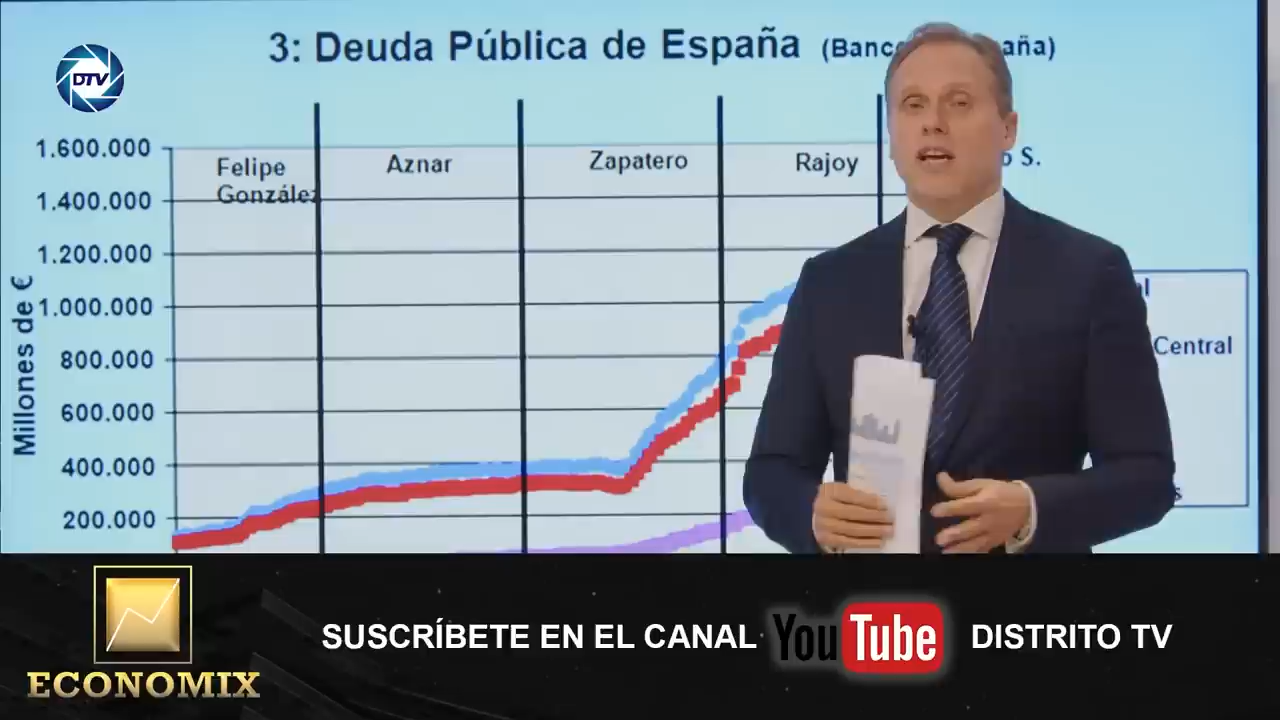 3: Deuda Pública de España (Banco España)
DTV
1.600.000
Felipe
González
Aznar
Zapatero
Rajoy
S.
1.400.000
1.200.000
1.000.000
800.000
600.000
400.000
200.000
Millones de €
Central
ECONOMIX
SUSCRÍBETE EN EL CANAL YouTube DISTRITO TV